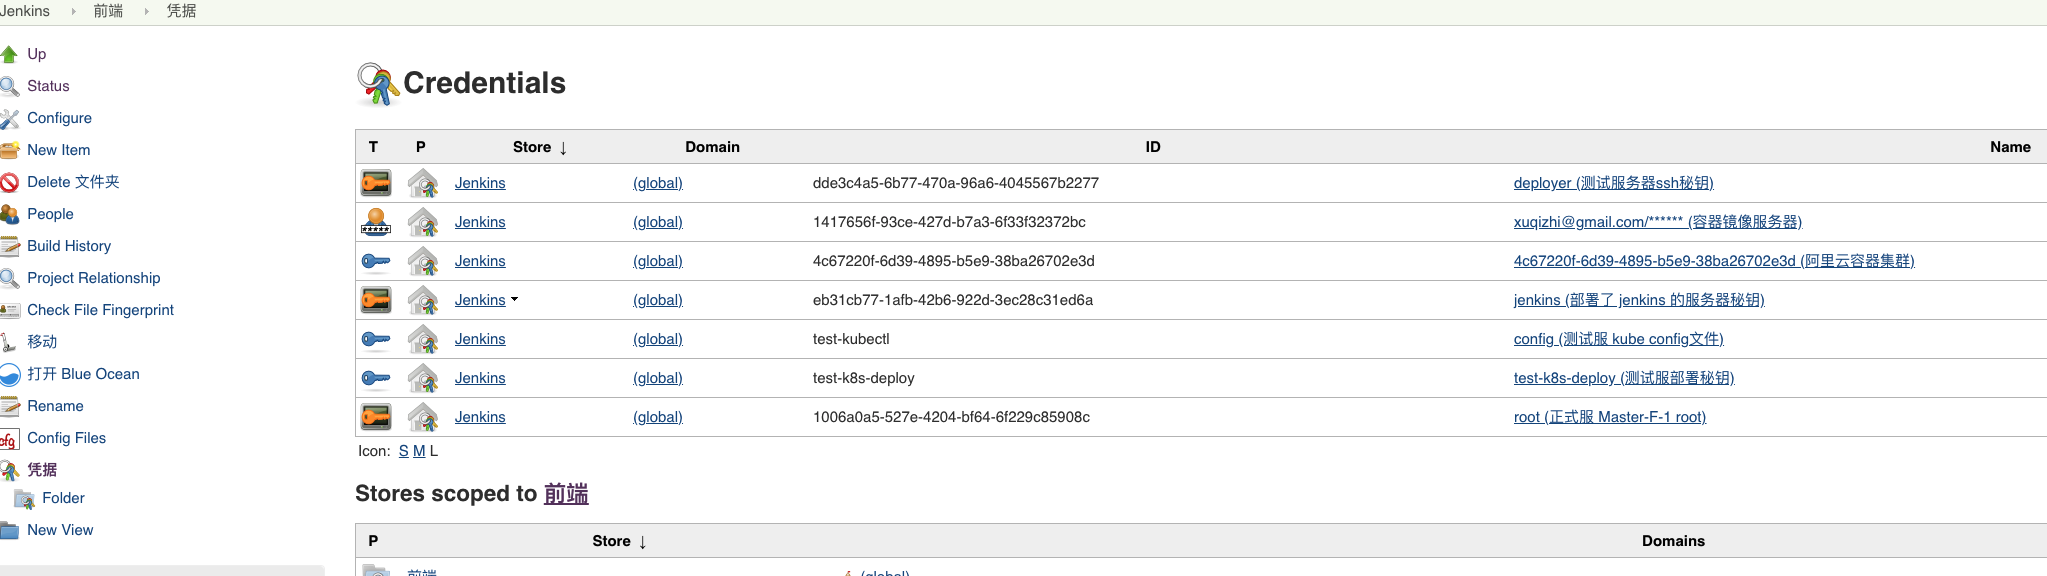 Jenkins 前端 凭据
Up
Status
Configure
New Item
Delete 文件夹
People
Build History
Project Relationship
Check File Fingerprint
移动
打开 Blue Ocean
Rename
Config Files
凭据
Folder
New View
Credentials
T P Store ↓ Domain ID Name
Jenkins (global) dde3c4a5-6b77-470a-96a6-4045567b2277 deployer (测试服务器ssh秘钥)
Jenkins (global) 1417656f-93ce-427d-b7a3-6f33f32372bc xuqizhi@gmail.com/****** (容器镜像服务器)
Jenkins (global) 4c67220f-6d39-4895-b5e9-38ba26702e3d 4c67220f-6d39-4895-b5e9-38ba26702e3d (阿里云容器集群)
Jenkins (global) eb31cb77-1afb-42b6-922d-3ec28c31ed6a jenkins (部署了 jenkins 的服务器秘钥)
Jenkins (global) test-kubectl config (测试服 kube config文件)
Jenkins (global) test-k8s-deploy test-k8s-deploy (测试服部署秘钥)
Jenkins (global) 1006a0a5-527e-4204-bf64-6f229c85908c root (正式服 Master-F-1 root)
Icon: S M L
Stores scoped to 前端
P Store ↓ Domains
前端 (global)